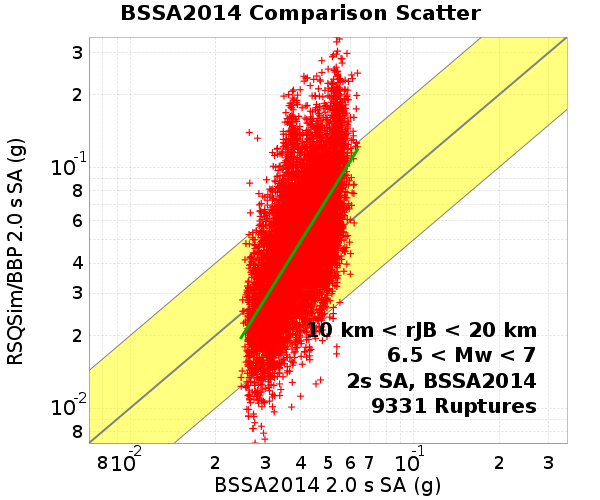 BSSA2014 Comparison Scatter
3
2
10-1
8
6
4
3
2
10-2
8
RSQSim/BBP 2.0 s SA (g)
10 km < rJB < 20 km
6.5 < Mw < 7
2s SA, BSSA2014
9331 Ruptures
8 10-2 2 3 4 5 6 7 10-1 2 3
BSSA2014 2.0 s SA (g)